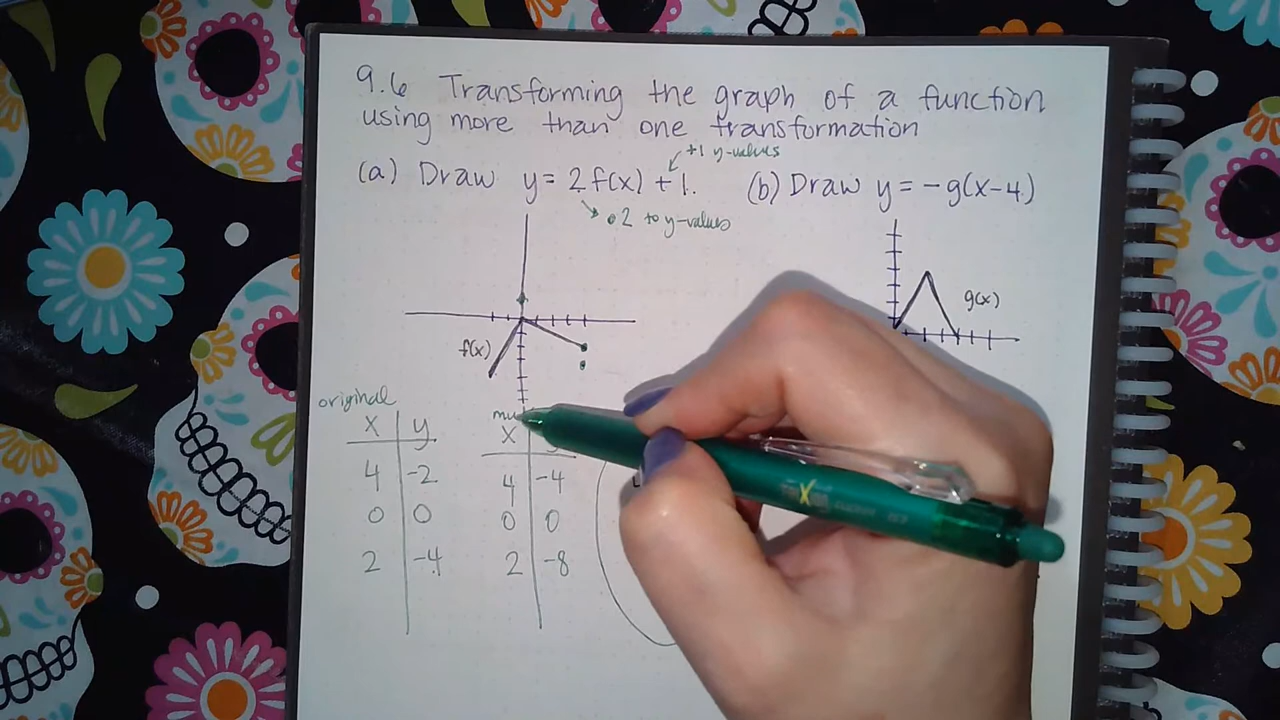 9.6 Transforming the graph of a function
using more than one transformation
+1 y-values
(a) Draw y = 2f(x) + 1.
(b) Draw y = -g(x-4)
•2 to y-values
g(x)
f(x)
original
x y
4 -2
0 0
2 -4
x
4 -4
0 0
2 -8